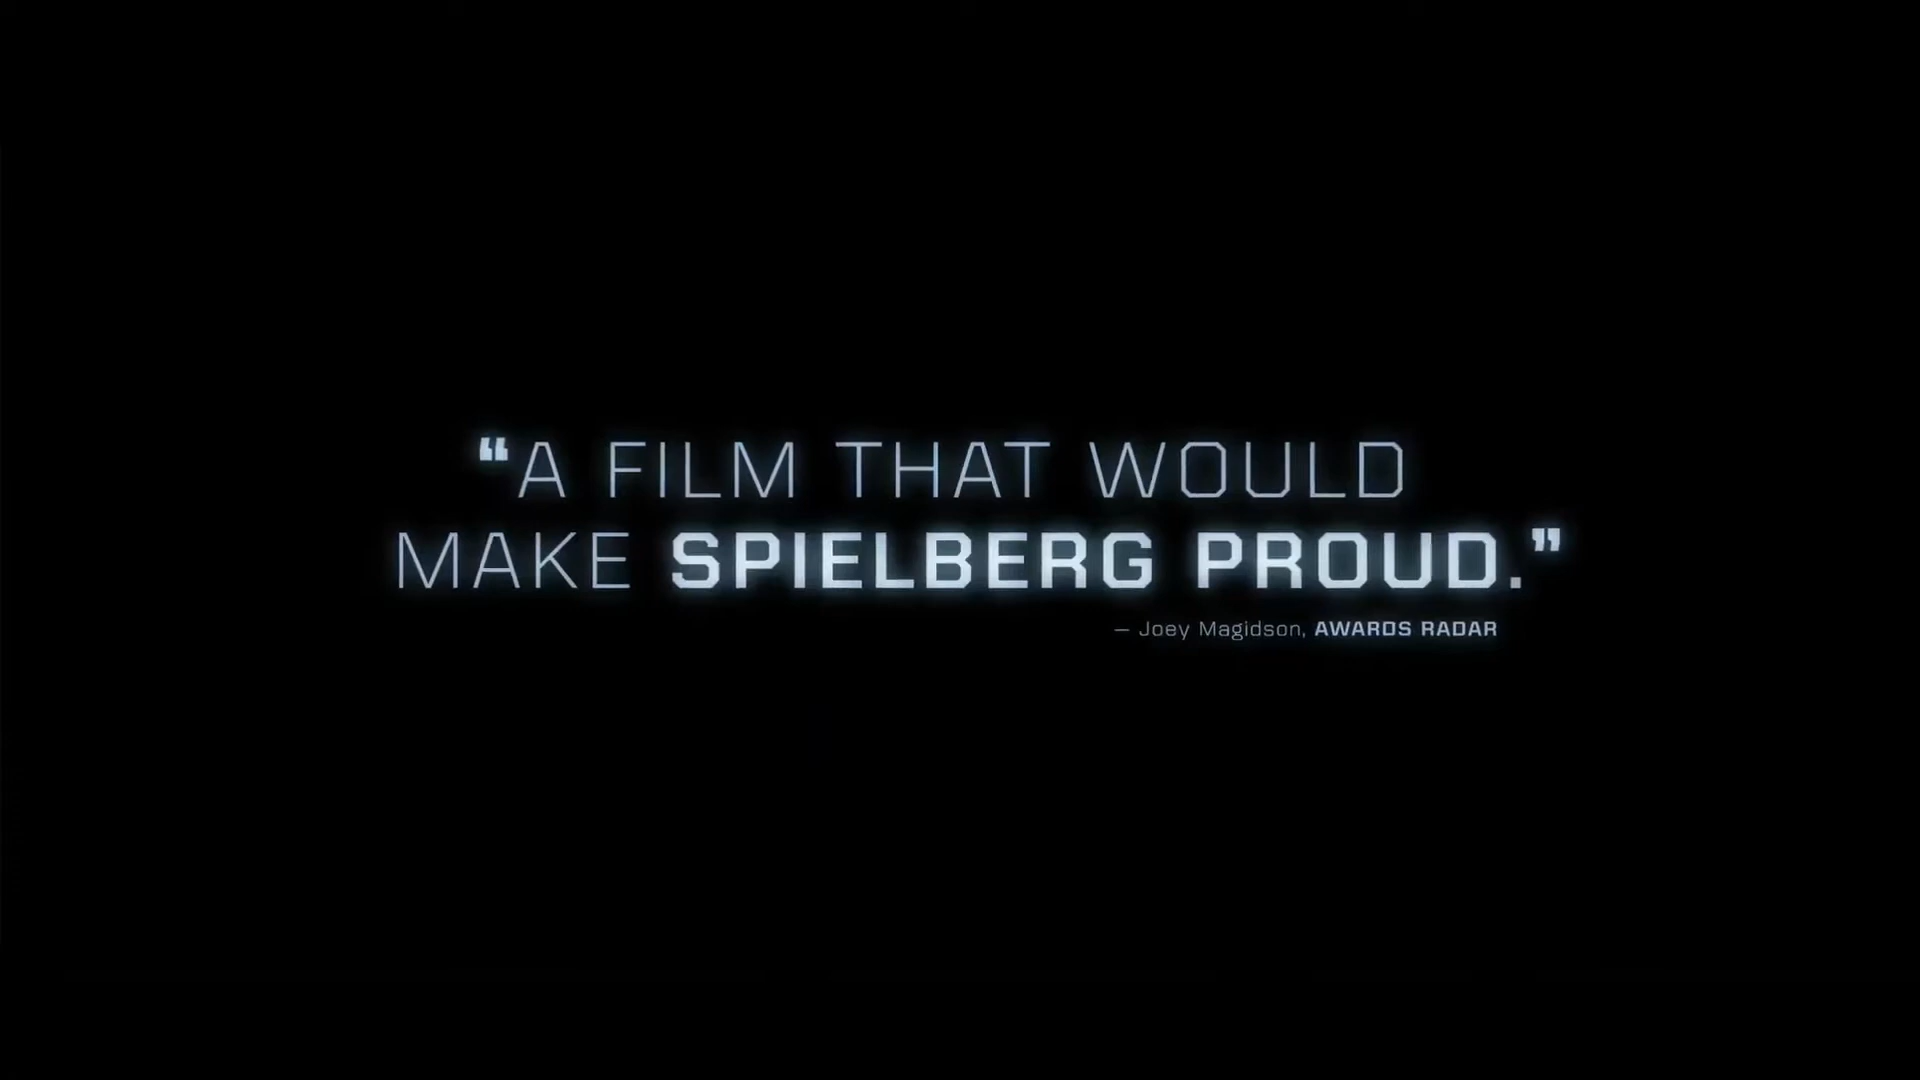 “A FILM THAT WOULD
MAKE SPIELBERG PROUD.”
— Joey Magidson, AWARDS RADAR